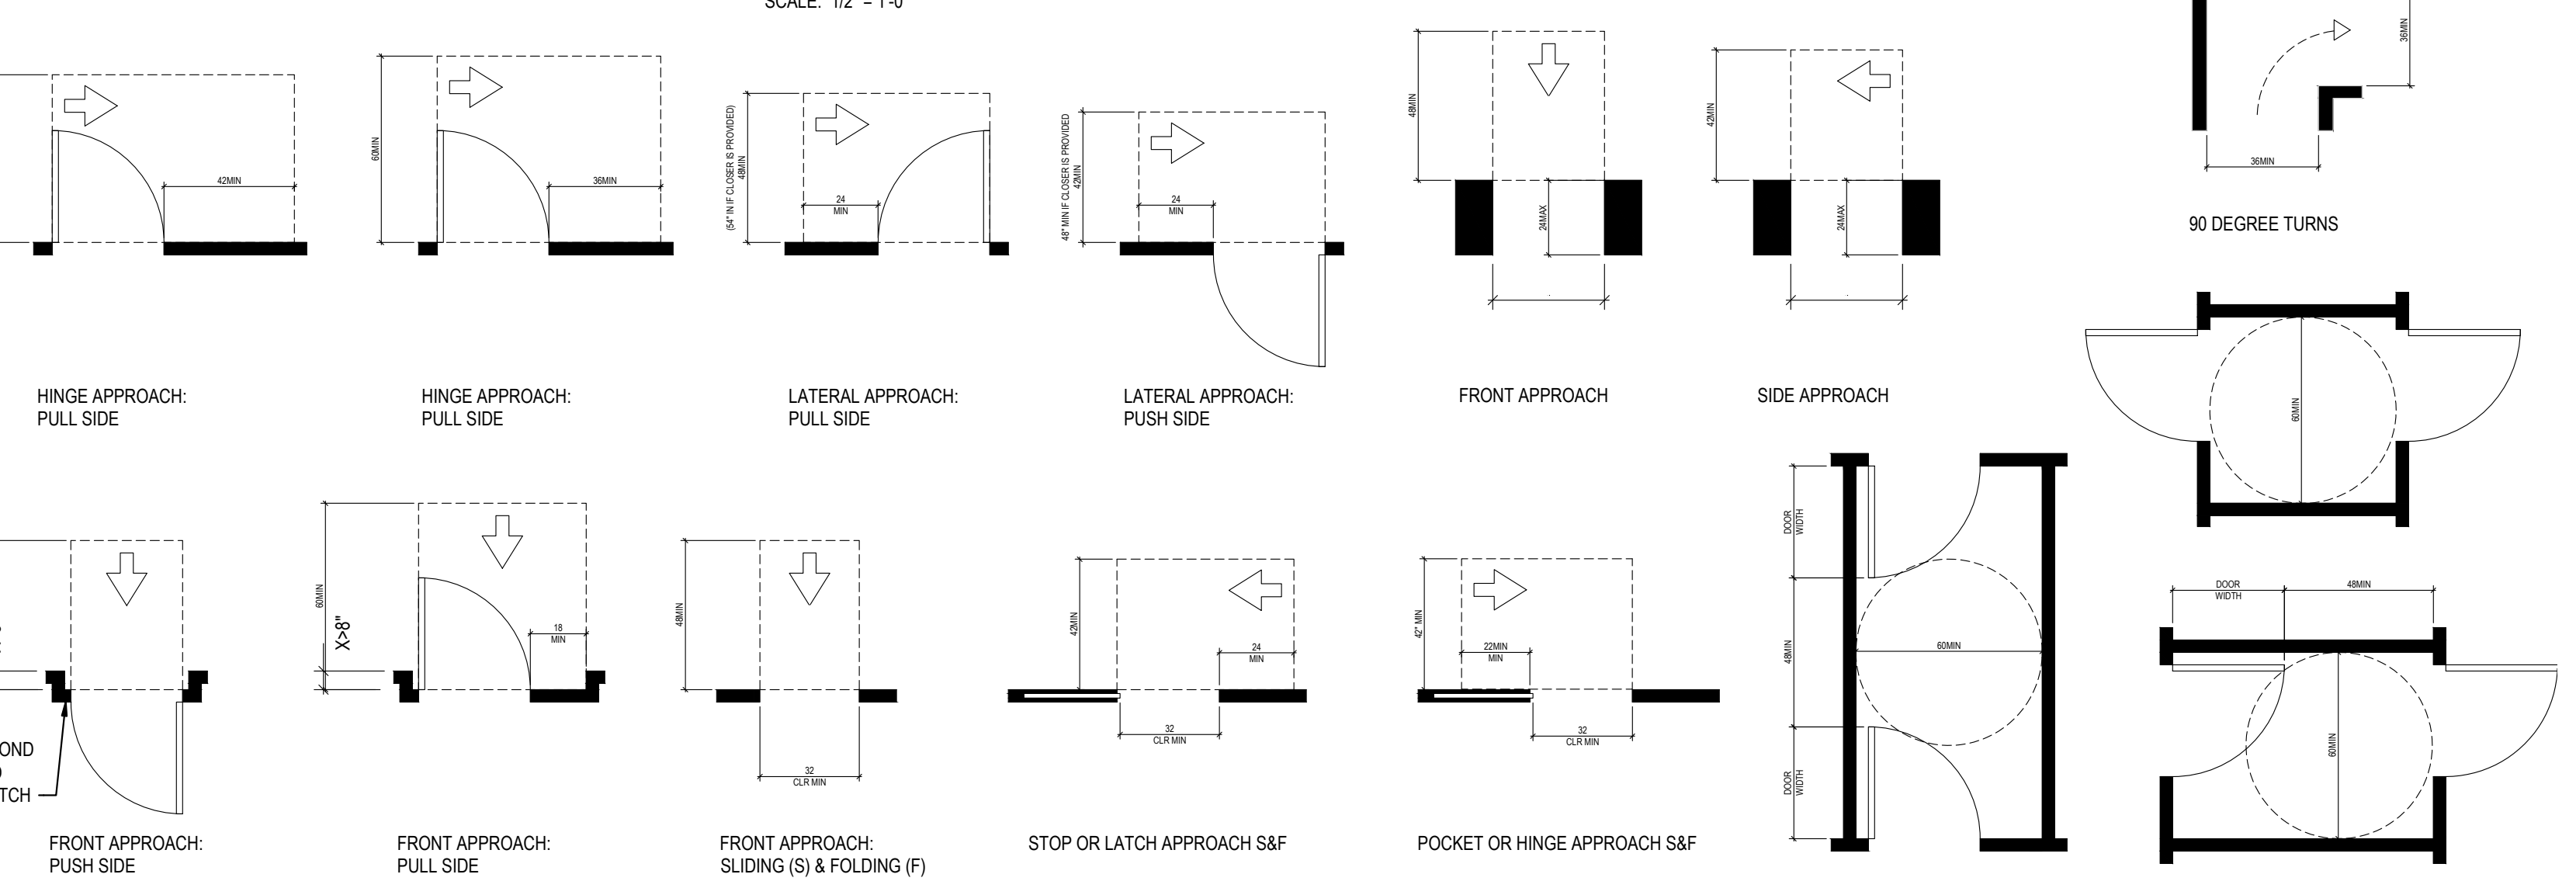 SCALE: 1/2" = 1'-0"
42MIN
HINGE APPROACH:
PULL SIDE
60MIN
36MIN
HINGE APPROACH:
PULL SIDE
(54" IN IF CLOSER IS PROVIDED)
48MIN
24
MIN
LATERAL APPROACH:
PULL SIDE
48" MIN IF CLOSER IS PROVIDED
42MIN
24
MIN
LATERAL APPROACH:
PUSH SIDE
48MIN
24MAX
FRONT APPROACH
42MIN
24MAX
SIDE APPROACH
36MIN
36MIN
90 DEGREE TURNS
60MIN
OND
TCH
FRONT APPROACH:
PUSH SIDE
60MIN
X>8"
18
MIN
FRONT APPROACH:
PULL SIDE
48MIN
32
CLR MIN
FRONT APPROACH:
SLIDING (S) & FOLDING (F)
42MIN
24
MIN
32
CLR MIN
STOP OR LATCH APPROACH S&F
42" MIN
22MIN
MIN
32
CLR MIN
POCKET OR HINGE APPROACH S&F
DOOR
WIDTH
48MIN
60MIN
DOOR
WIDTH
DOOR
WIDTH
48MIN
60MIN